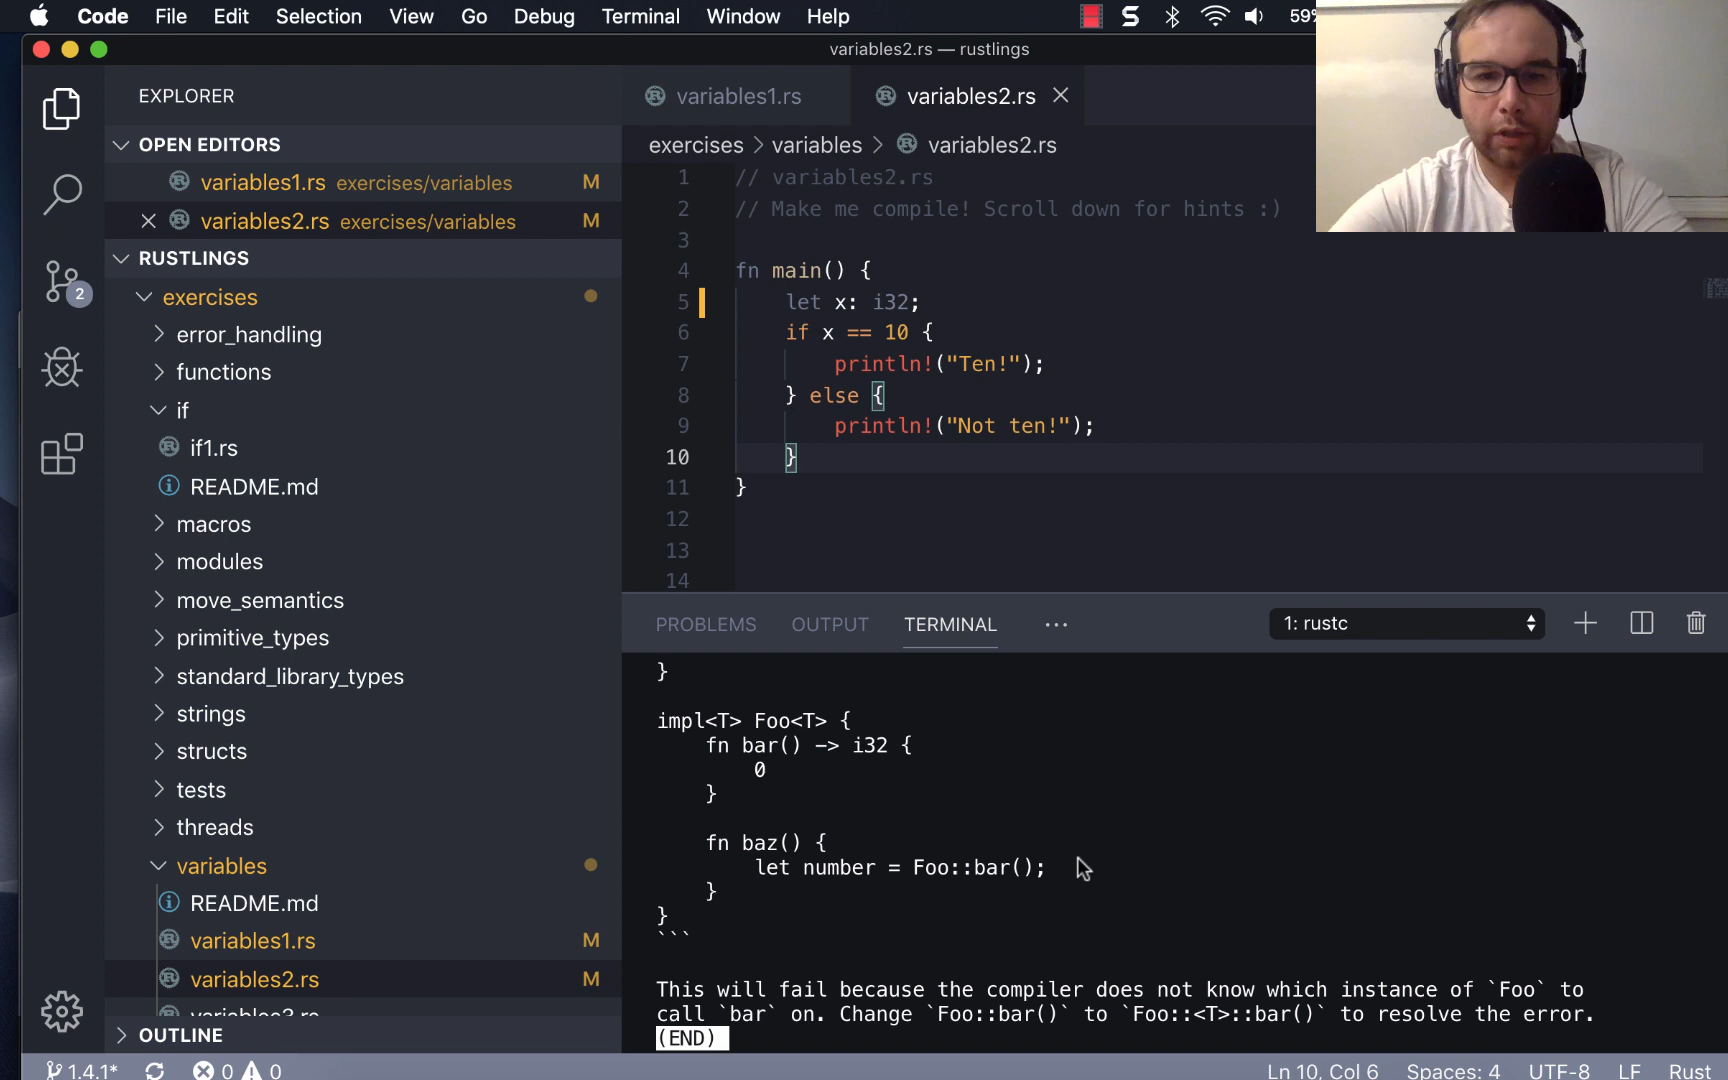 Code File Edit Selection View Go Debug Terminal Window Help 59%
variables2.rs — rustlings
EXPLORER
OPEN EDITORS
variables1.rs exercises/variables M
variables2.rs exercises/variables M
RUSTLINGS
exercises
error_handling
functions
if
if1.rs
README.md
macros
modules
move_semantics
primitive_types
standard_library_types
strings
structs
tests
threads
variables
README.md
variables1.rs M
variables2.rs M
OUTLINE
2
variables1.rs variables2.rs
exercises > variables > variables2.rs
1 // variables2.rs
2 // Make me compile! Scroll down for hints :)
3
4 fn main() {
5 let x: i32;
6 if x == 10 {
7 println!("Ten!");
8 } else {
9 println!("Not ten!");
10 }
11 }
12
13
14
PROBLEMS OUTPUT TERMINAL ... 1: rustc
}
impl<T> Foo<T> {
fn bar() -> i32 {
0
}
fn baz() {
let number = Foo::bar();
}
}
```
This will fail because the compiler does not know which instance of `Foo` to
call `bar` on. Change `Foo::bar()` to `Foo::<T>::bar()` to resolve the error.
(END)
1.4.1* 0 0 Ln 10, Col 6 Spaces: 4 UTF-8 LF Rust